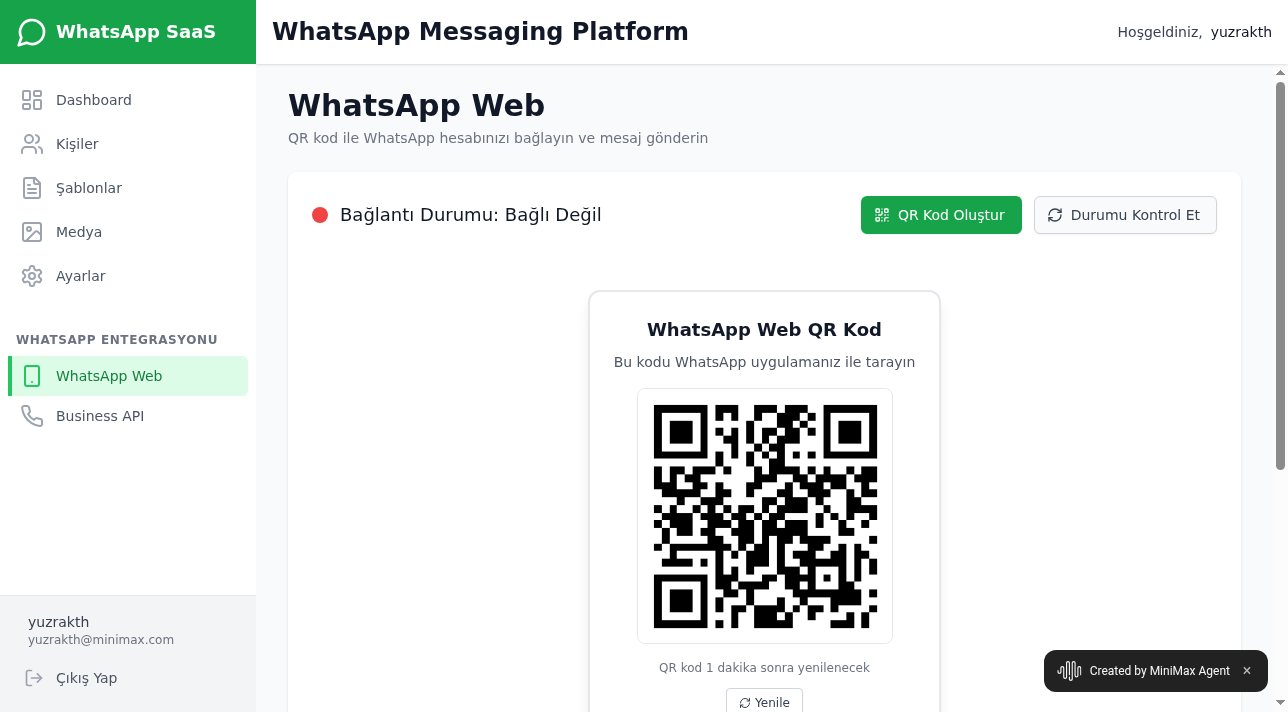 WhatsApp SaaS
WhatsApp Messaging Platform
Hoşgeldiniz, yuzrakth
Dashboard
Kişiler
Şablonlar
Medya
Ayarlar
WHATSAPP ENTEGRASYONU
WhatsApp Web
Business API
yuzrakth
yuzrakth@minimax.com
Çıkış Yap
WhatsApp Web
QR kod ile WhatsApp hesabınızı bağlayın ve mesaj gönderin
Bağlantı Durumu: Bağlı Değil
QR Kod Oluştur
Durumu Kontrol Et
WhatsApp Web QR Kod
Bu kodu WhatsApp uygulamanız ile tarayın
QR kod 1 dakika sonra yenilenecek
Yenile
Created by MiniMax Agent